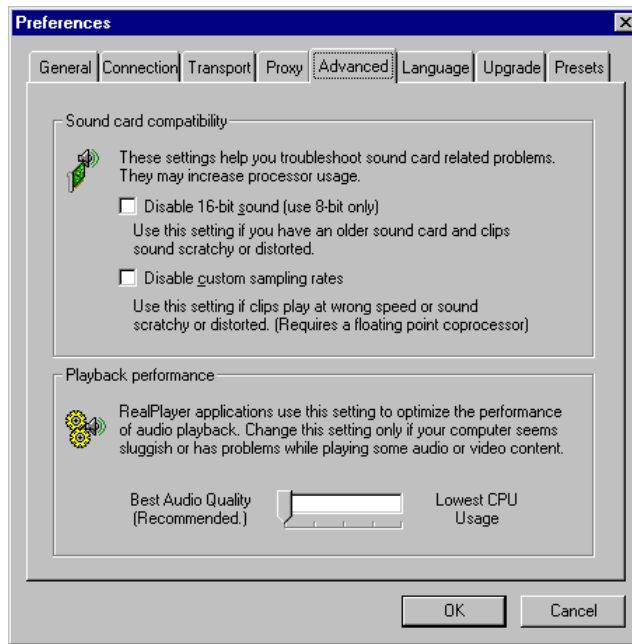 Preferences
General Connection Transport Proxy Advanced Language Upgrade Presets
Sound card compatibility
These settings help you troubleshoot sound card related problems.
They may increase processor usage.
Disable 16-bit sound (use 8-bit only)
Use this setting if you have an older sound card and clips
sound scratchy or distorted.
Disable custom sampling rates
Use this setting if clips play at wrong speed or sound
scratchy or distorted. (Requires a floating point coprocessor)
Playback performance
RealPlayer applications use this setting to optimize the performance
of audio playback. Change this setting only if your computer seems
sluggish or has problems while playing some audio or video content.
Best Audio Quality
(Recommended.)
Lowest CPU
Usage
OK Cancel